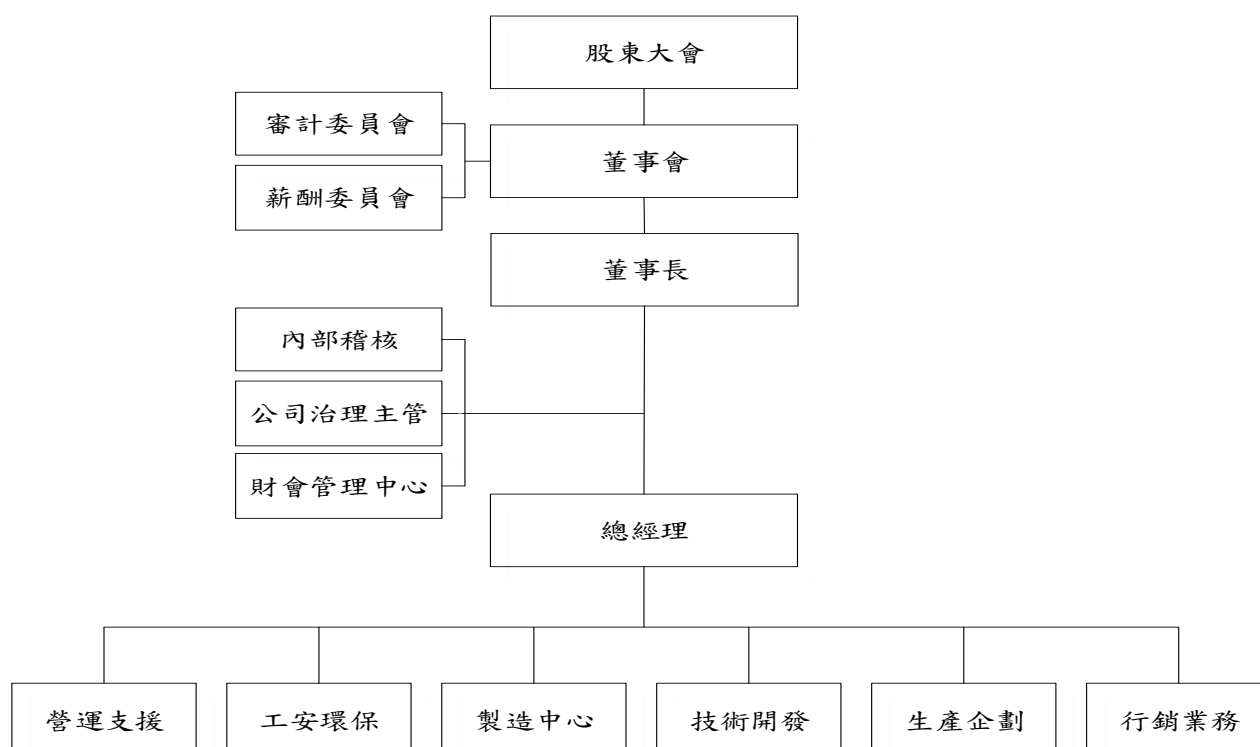 股東大會
審計委員會
董事會
薪酬委員會
董事長
內部稽核
公司治理主管
財會管理中心
總經理
營運支援
工安環保
製造中心
技術開發
生產企劃
行銷業務